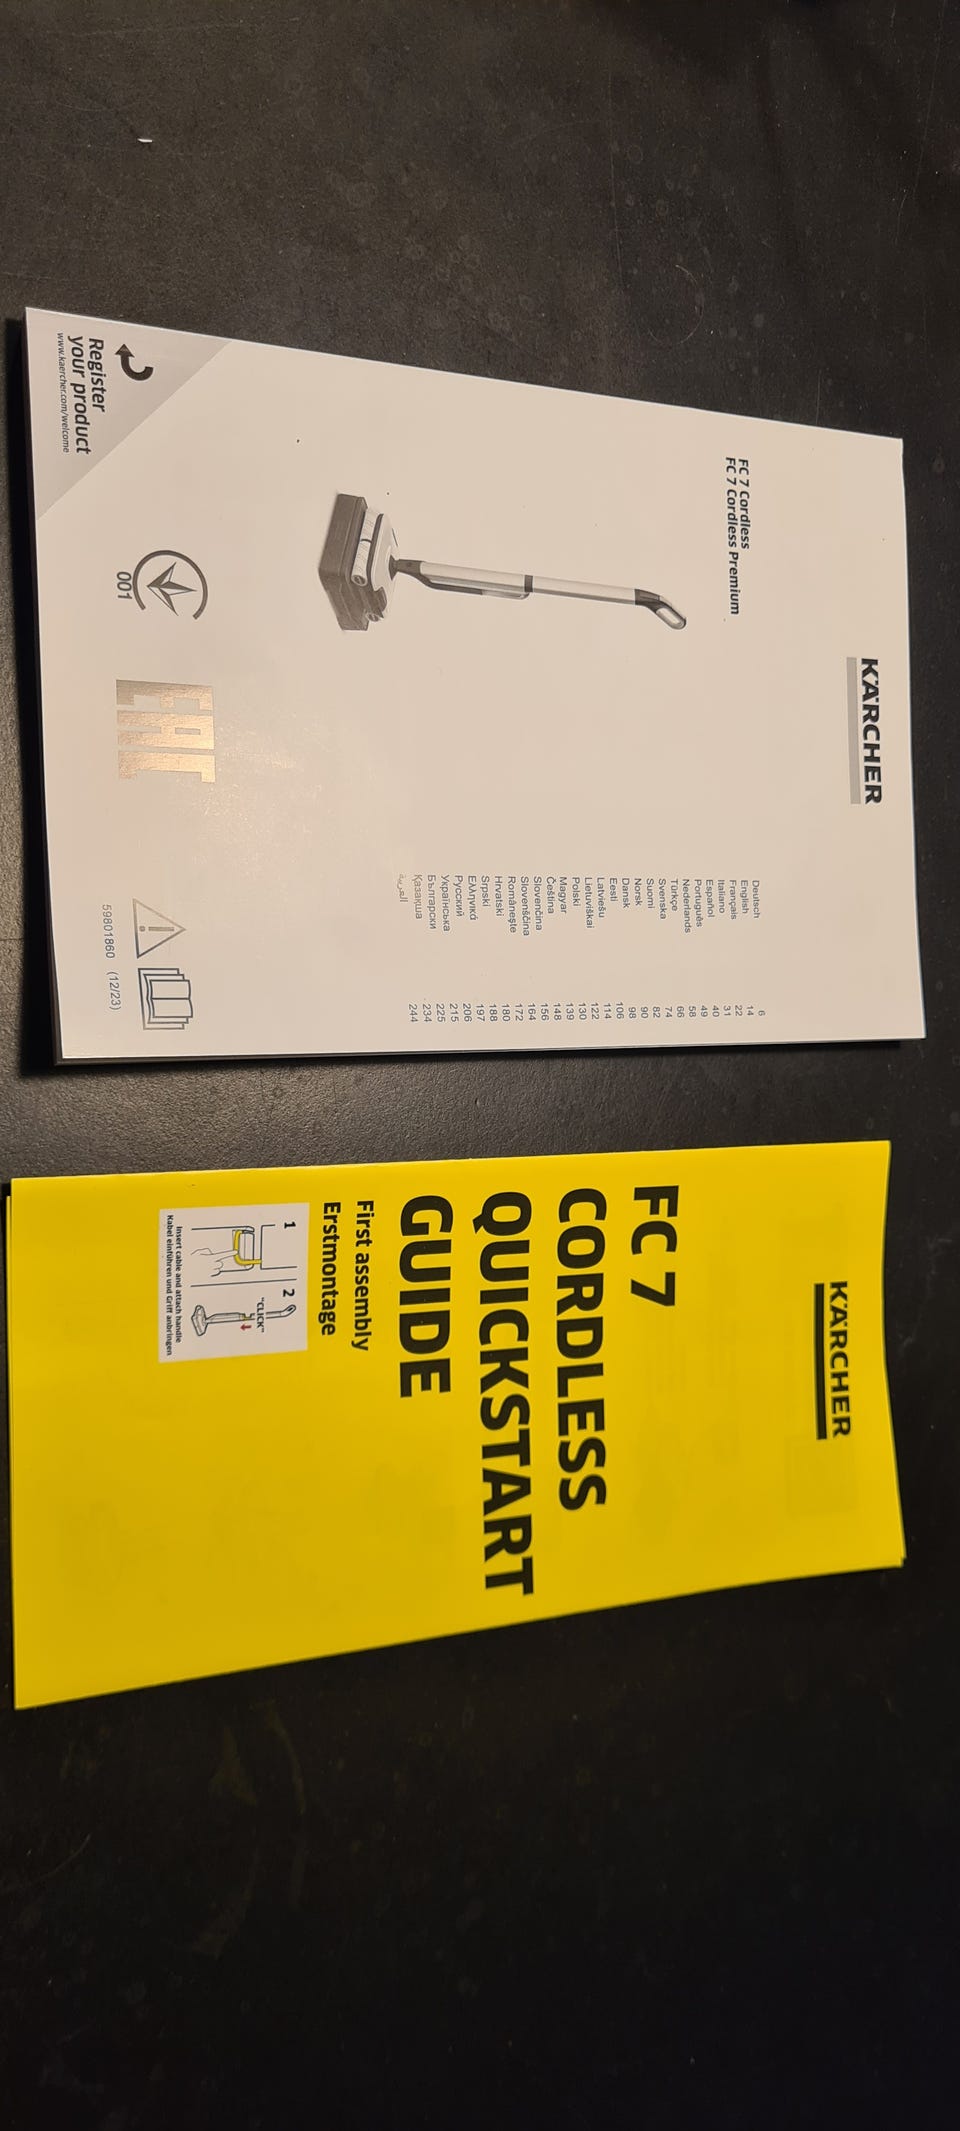 KÄRCHER
FC 7 Cordless
FC 7 Cordless Premium
Deutsch 6
English 14
Français 22
Italiano 31
Español 40
Português 49
Nederlands 58
Türkçe 66
Svenska 74
Suomi 82
Norsk 90
Dansk 98
Eesti 106
Latviešu 114
Lietuviškai 122
Polski 130
Magyar 139
Čeština 148
Slovenčina 156
Slovenščina 164
Românește 172
Hrvatski 180
Srpski 188
Ελληνικά 197
Русский 206
Українська 215
Български 225
Қазақша 234
العربية 244
Register
your product
www.kaercher.com/welcome
001
EAC
59801860 (12/23)
KÄRCHER
FC 7
CORDLESS
QUICKSTART
GUIDE
First assembly
Erstmontage
1
2
"CLICK"
Insert cable and attach handle
Kabel einführen und Griff anbringen